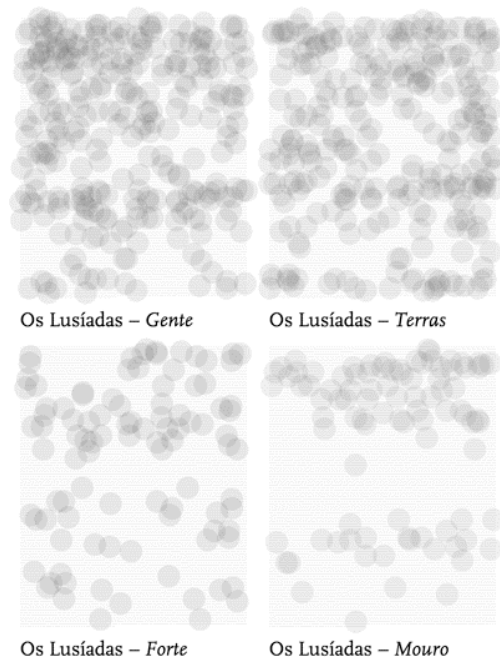 Os Lusíadas – Gente
Os Lusíadas – Terras
Os Lusíadas – Forte
Os Lusíadas – Mouro